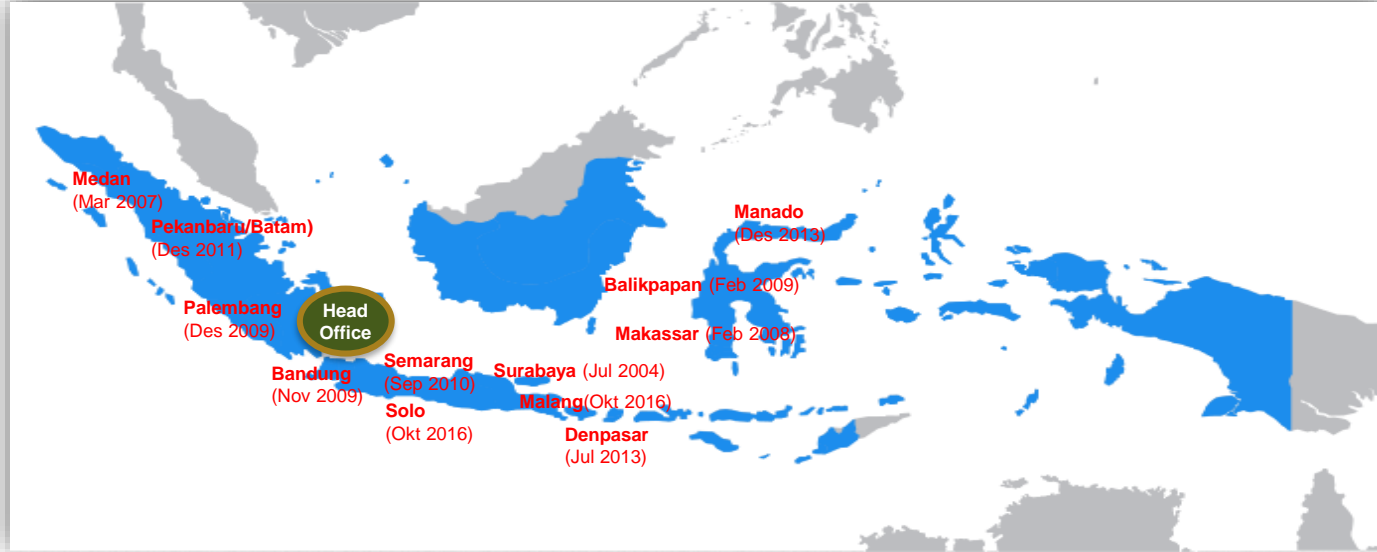 Medan
(Mar 2007)
Pekanbaru/Batam)
(Des 2011)
Manado
(Des 2013)
Balikpapan (Feb 2009)
Palembang
(Des 2009)
Head
Office
Makassar (Feb 2008)
Semarang
(Sep 2010)
Surabaya (Jul 2004)
Bandung
(Nov 2009)
Malang(Okt 2016)
Solo
(Okt 2016)
Denpasar
(Jul 2013)